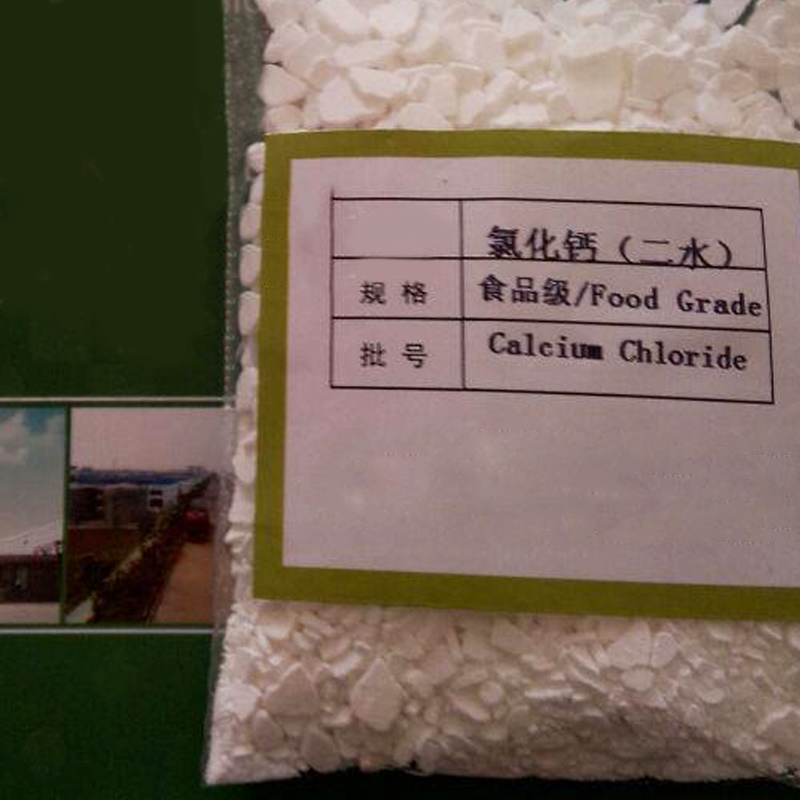 氯化钙（二水）
规 格 食品级/Food Grade
批 号 Calcium Chloride